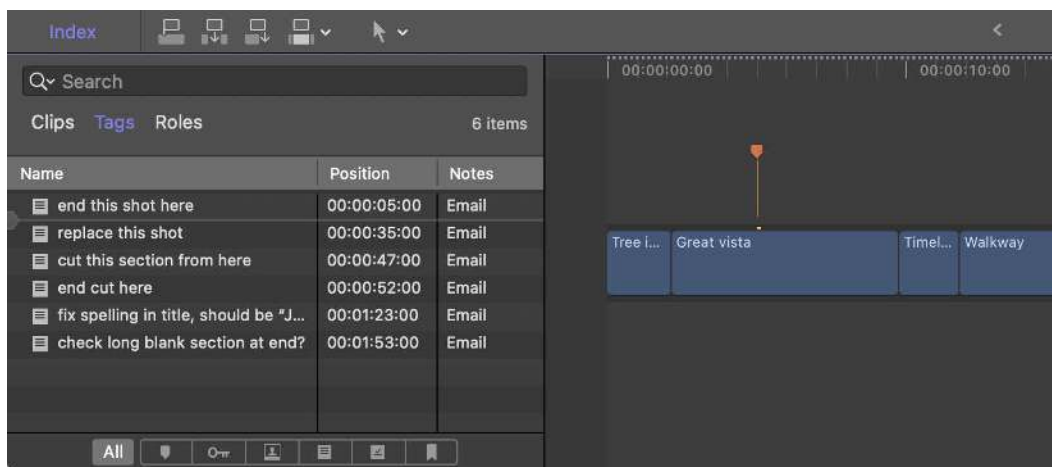 Index
Search
Clips Tags Roles 6 items
Name Position Notes
end this shot here 00:00:05:00 Email
replace this shot 00:00:35:00 Email
cut this section from here 00:00:47:00 Email
end cut here 00:00:52:00 Email
fix spelling in title, should be "J... 00:01:23:00 Email
check long blank section at end? 00:01:53:00 Email
All
00:00:00:00 00:00:10:00
Tree i... Great vista Timel... Walkway